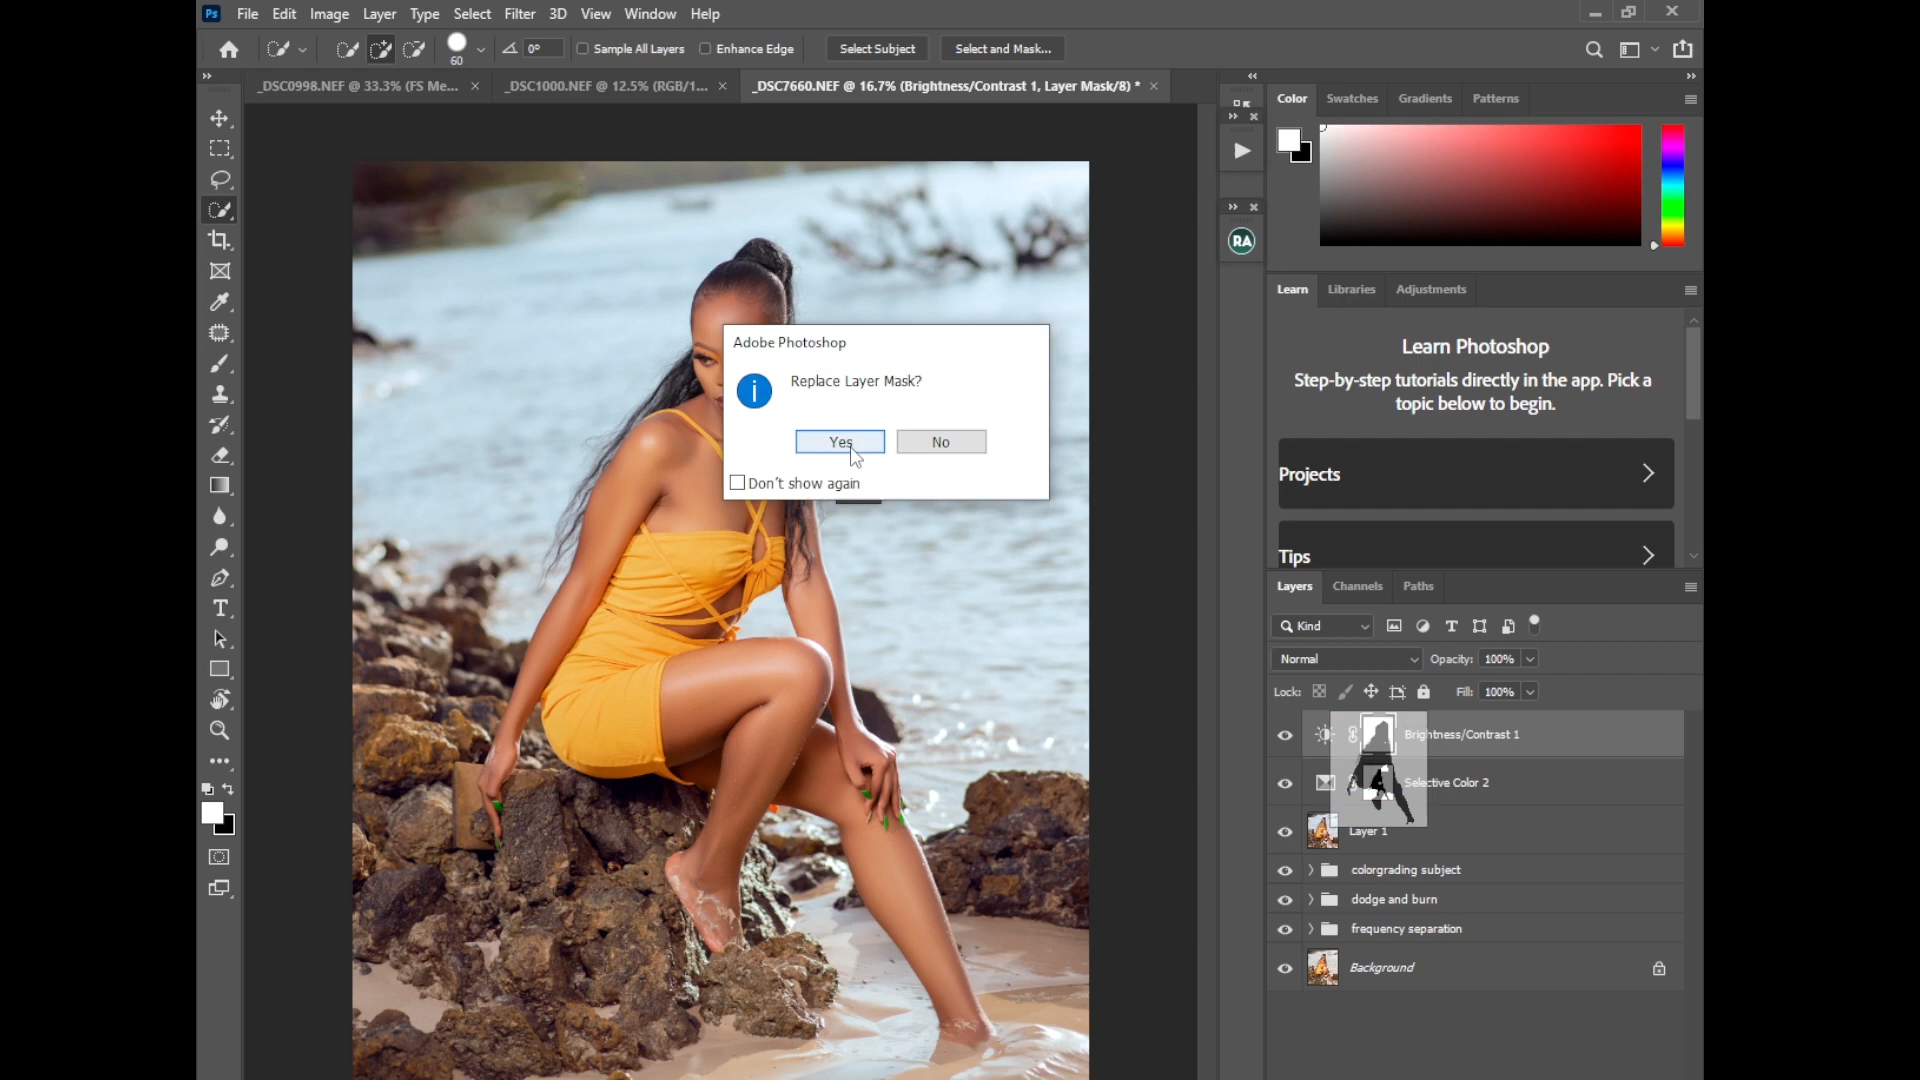 Ps File Edit Image Layer Type Select Filter 3D View Window Help
60 0° Sample All Layers Enhance Edge Select Subject Select and Mask...
_DSC0998.NEF @ 33.3% (FS Me... × _DSC1000.NEF @ 12.5% (RGB/1... × _DSC7660.NEF @ 16.7% (Brightness/Contrast 1, Layer Mask/8) * ×
Color Swatches Gradients Patterns
RA
Learn Libraries Adjustments
Learn Photoshop
Step-by-step tutorials directly in the app. Pick a
topic below to begin.
Projects
Tips
Adobe Photoshop
Replace Layer Mask?
Yes No
Don't show again
Layers Channels Paths
Kind
Normal Opacity: 100%
Lock: Fill: 100%
Brightness/Contrast 1
Selective Color 2
Layer 1
colorgrading subject
dodge and burn
frequency separation
Background